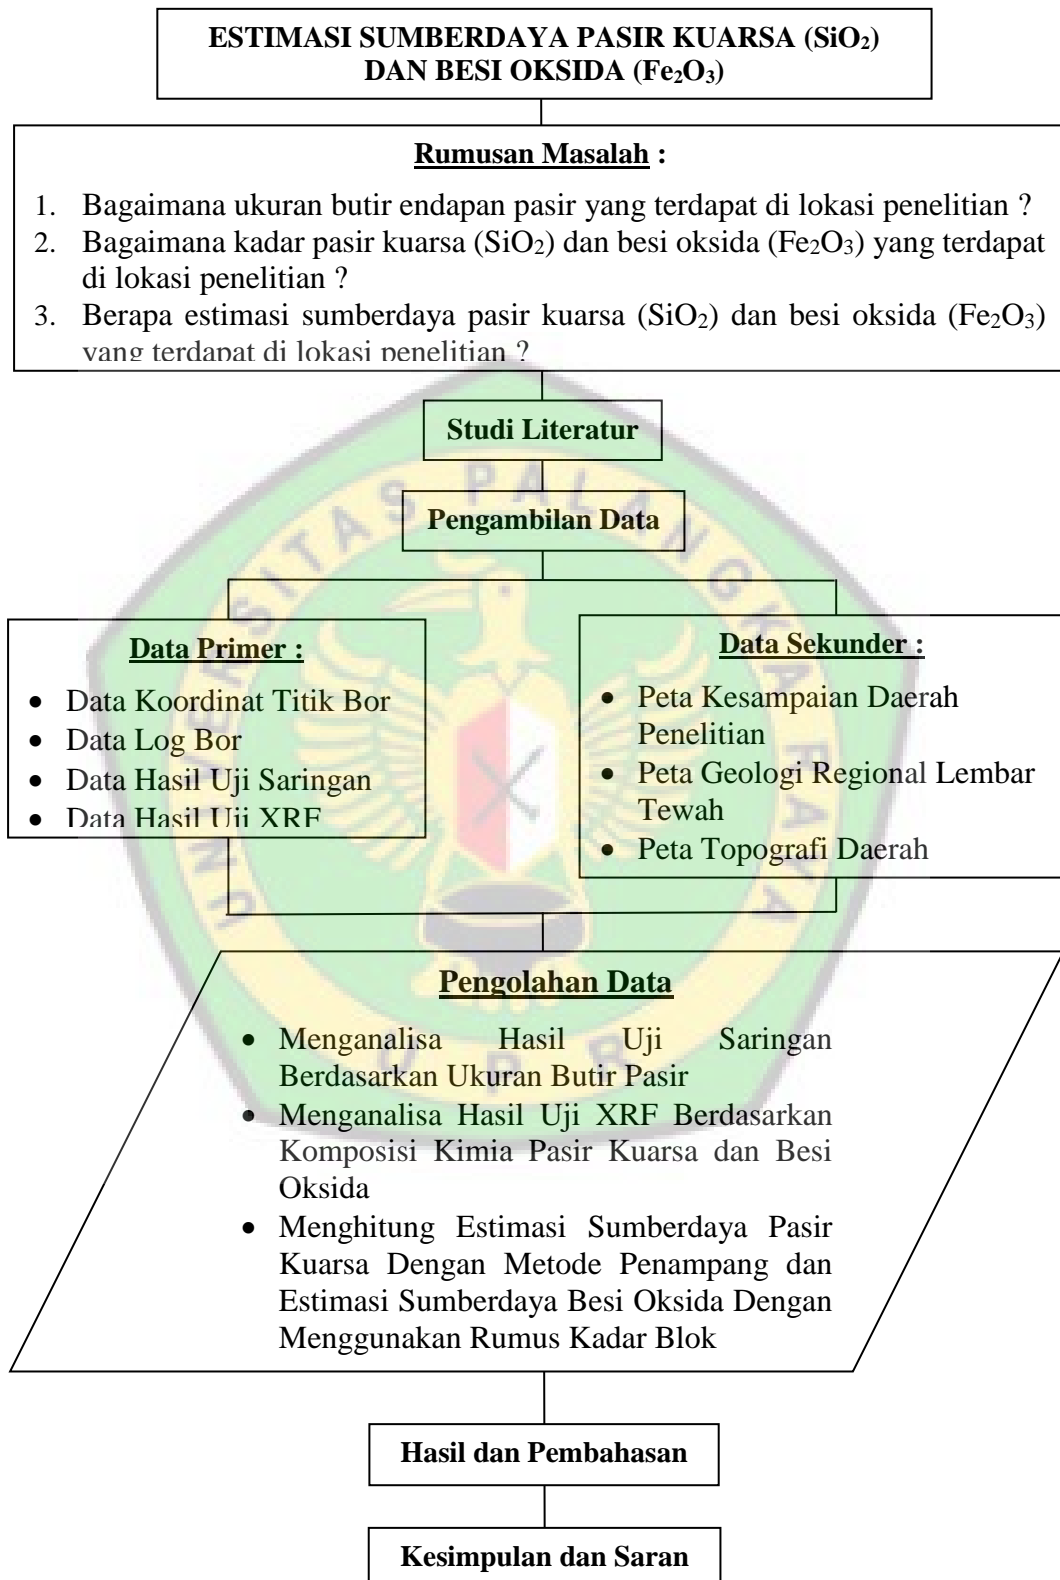 ESTIMASI SUMBERDAYA PASIR KUARSA (SiO₂)
DAN BESI OKSIDA (Fe₂O₃)
Rumusan Masalah :
1. Bagaimana ukuran butir endapan pasir yang terdapat di lokasi penelitian ?
2. Bagaimana kadar pasir kuarsa (SiO₂) dan besi oksida (Fe₂O₃) yang terdapat
di lokasi penelitian ?
3. Berapa estimasi sumberdaya pasir kuarsa (SiO₂) dan besi oksida (Fe₂O₃)
yang terdapat di lokasi penelitian ?
Studi Literatur
Pengambilan Data
Data Primer :
• Data Koordinat Titik Bor
• Data Log Bor
• Data Hasil Uji Saringan
• Data Hasil Uji XRF
Data Sekunder :
• Peta Kesampaian Daerah
Penelitian
• Peta Geologi Regional Lembar
Tewah
• Peta Topografi Daerah
UNIVERSITAS PALANGKA RAYA
UPR
Pengolahan Data
• Menganalisa Hasil Uji Saringan
Berdasarkan Ukuran Butir Pasir
• Menganalisa Hasil Uji XRF Berdasarkan
Komposisi Kimia Pasir Kuarsa dan Besi
Oksida
• Menghitung Estimasi Sumberdaya Pasir
Kuarsa Dengan Metode Penampang dan
Estimasi Sumberdaya Besi Oksida Dengan
Menggunakan Rumus Kadar Blok
Hasil dan Pembahasan
Kesimpulan dan Saran